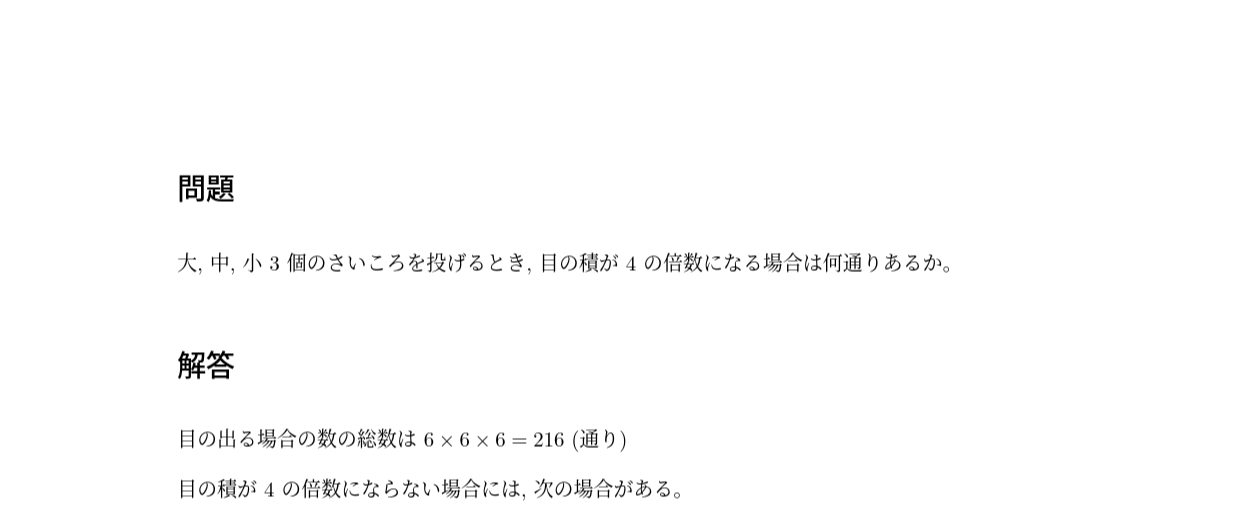 問題
大, 中, 小 3 個のさいころを投げるとき, 目の積が 4 の倍数になる場合は何通りあるか。
解答
目の出る場合の数の総数は 6 × 6 × 6 = 216 (通り)
目の積が 4 の倍数にならない場合には, 次の場合がある。